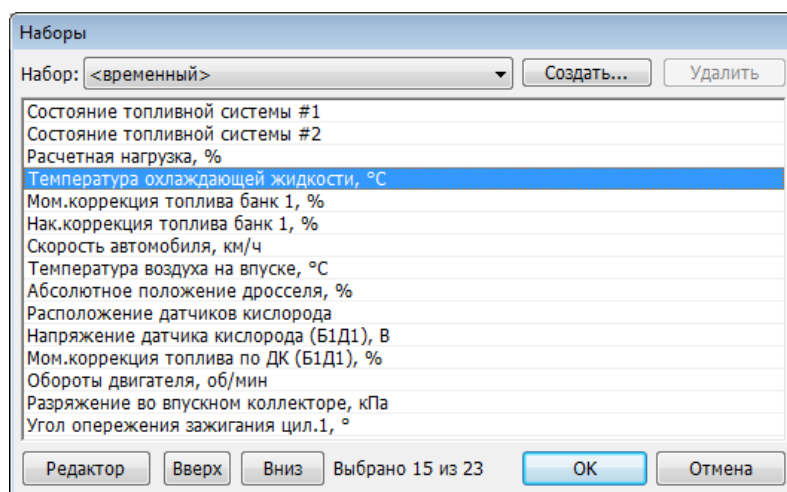 Наборы
Набор: <временный> Создать... Удалить
Состояние топливной системы #1
Состояние топливной системы #2
Расчетная нагрузка, %
Температура охлаждающей жидкости, °C
Мом.коррекция топлива банк 1, %
Нак.коррекция топлива банк 1, %
Скорость автомобиля, км/ч
Температура воздуха на впуске, °C
Абсолютное положение дросселя, %
Расположение датчиков кислорода
Напряжение датчика кислорода (Б1Д1), В
Мом.коррекция топлива по ДК (Б1Д1), %
Обороты двигателя, об/мин
Разряжение во впускном коллекторе, кПа
Угол опережения зажигания цил.1, °
Редактор Вверх Вниз Выбрано 15 из 23 OK Отмена